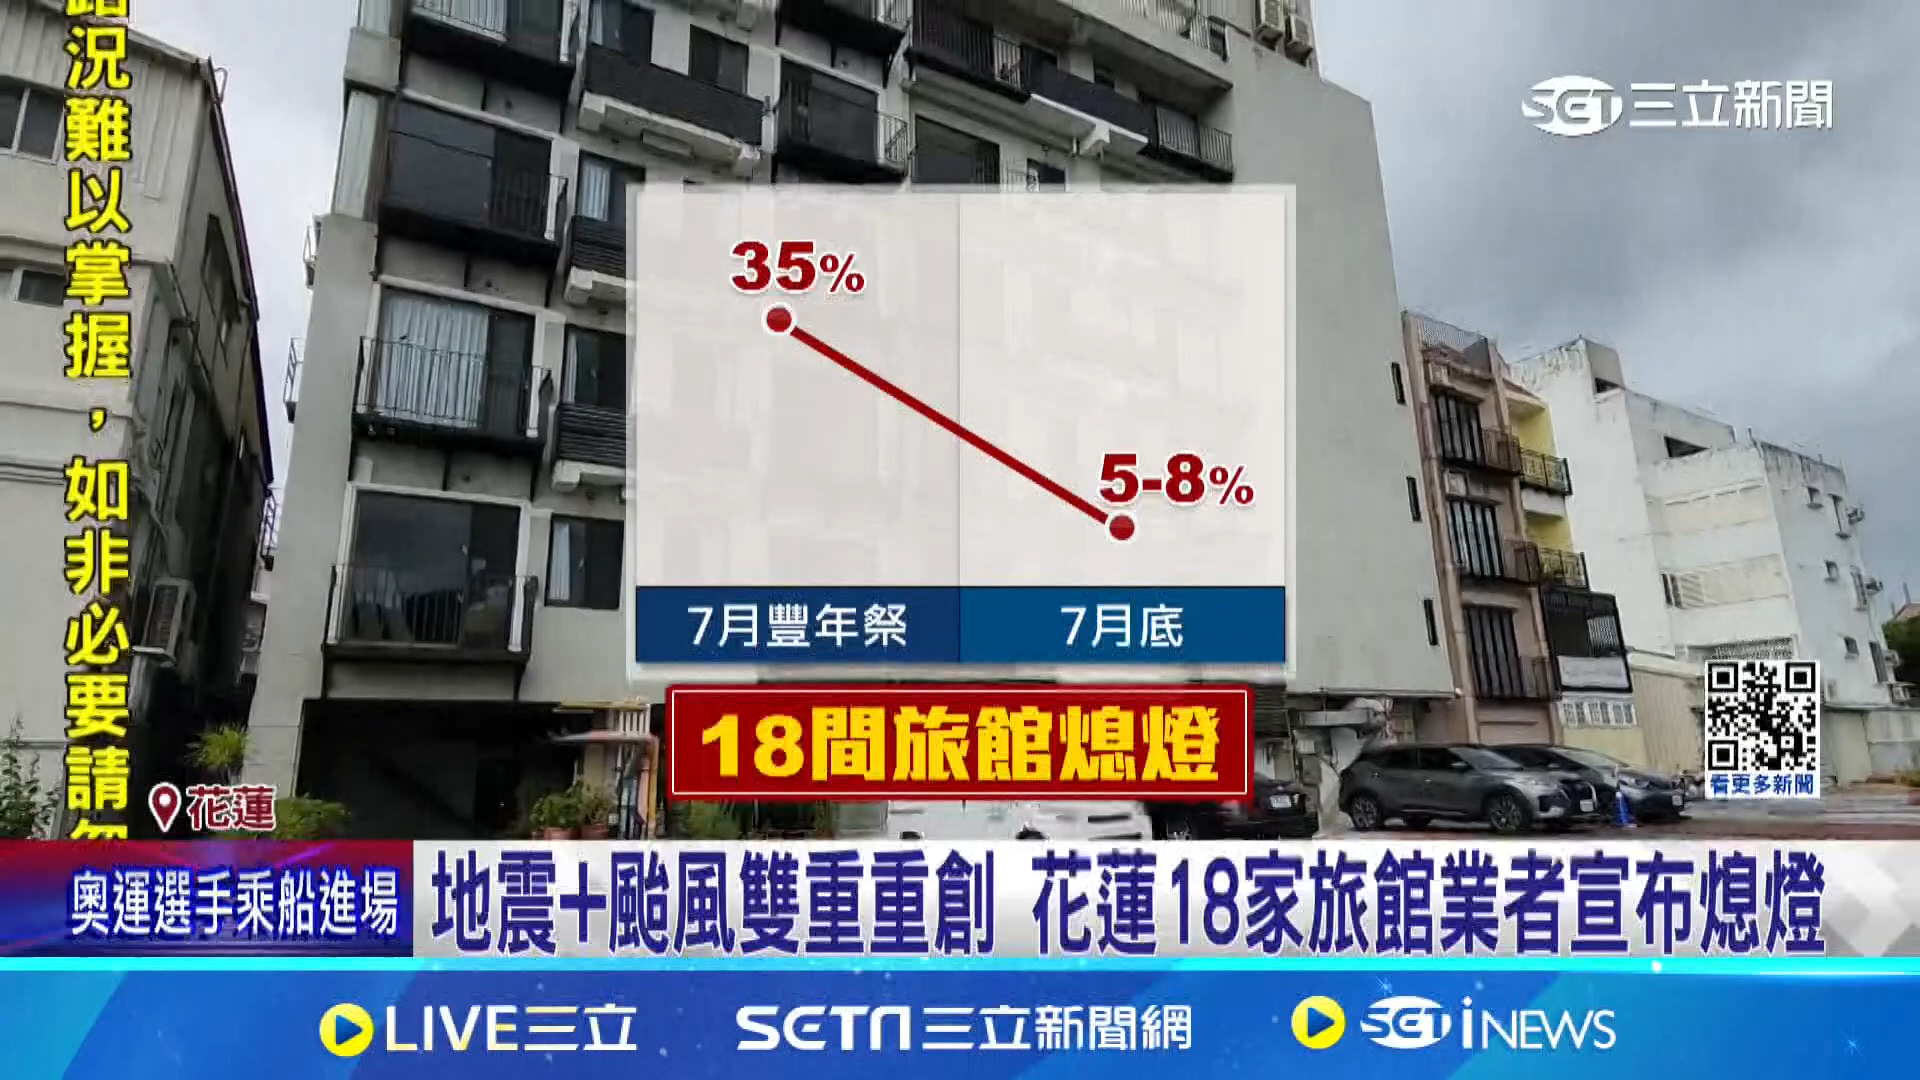 況難以掌握，如非必要請
SET三立新聞
35%
5-8%
7月豐年祭
7月底
18間旅館熄燈
看更多新聞
花蓮
奧運選手乘船進場
地震+颱風雙重重創 花蓮18家旅館業者宣布熄燈
LIVE三立
SETN三立新聞網
SET iNEWS